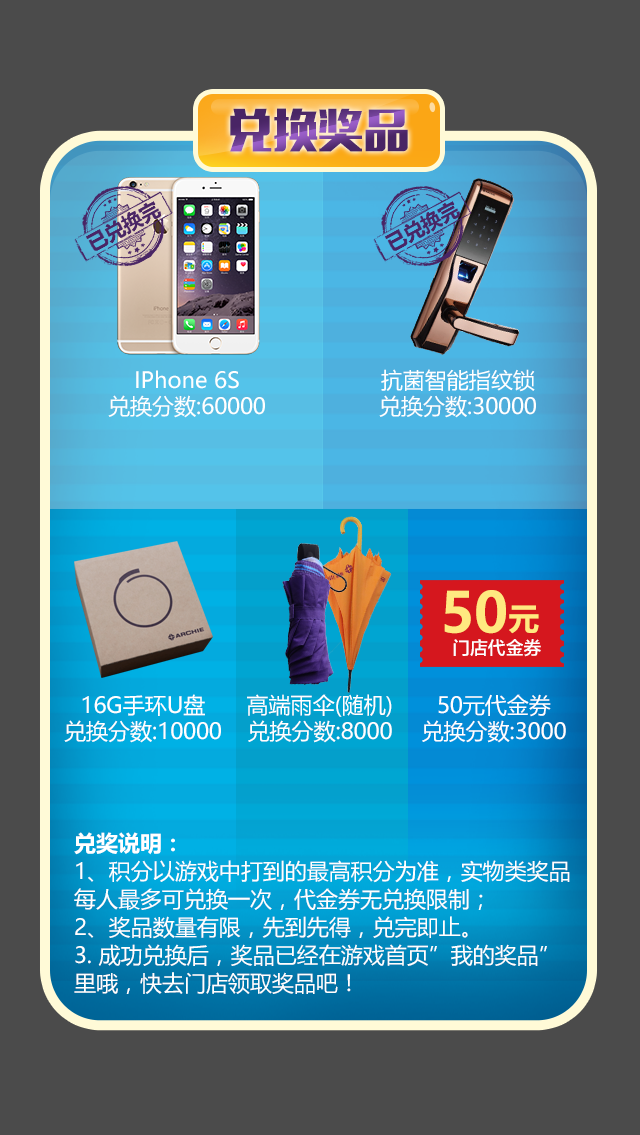 兑换奖品
已兑换完
已兑换完
IPhone 6S
兑换分数:60000
抗菌智能指纹锁
兑换分数:30000
ARCHIE
50元
门店代金券
16G手环U盘
兑换分数:10000
高端雨伞(随机)
兑换分数:8000
50元代金券
兑换分数:3000
兑奖说明：
1、积分以游戏中打到的最高积分为准，实物类奖品
每人最多可兑换一次，代金券无兑换限制；
2、奖品数量有限，先到先得，兑完即止。
3. 成功兑换后，奖品已经在游戏首页”我的奖品”
里哦，快去门店领取奖品吧！